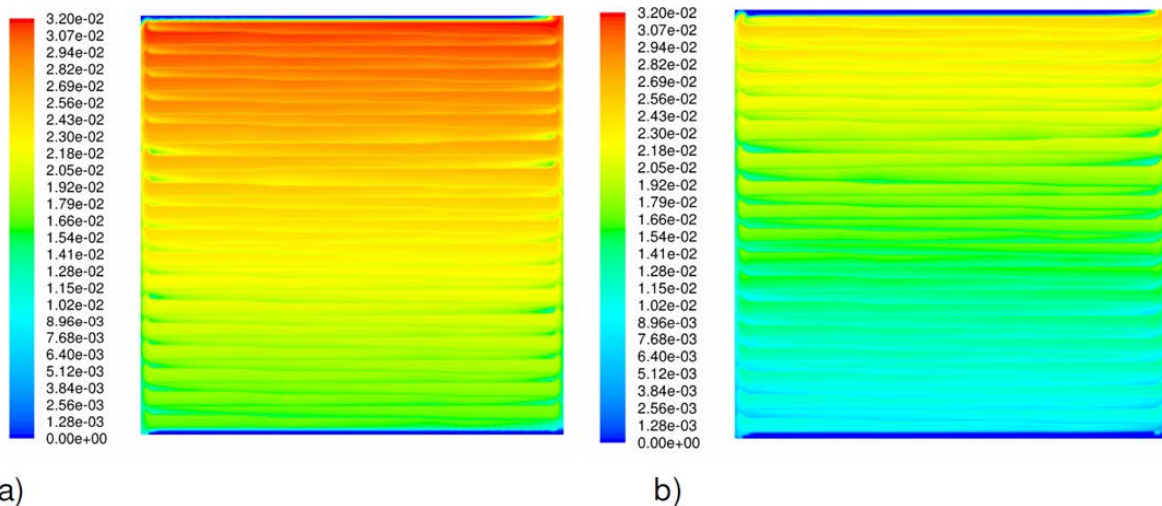 3.20e-02
3.07e-02
2.94e-02
2.82e-02
2.69e-02
2.56e-02
2.43e-02
2.30e-02
2.18e-02
2.05e-02
1.92e-02
1.79e-02
1.66e-02
1.54e-02
1.41e-02
1.28e-02
1.15e-02
1.02e-02
8.96e-03
7.68e-03
6.40e-03
5.12e-03
3.84e-03
2.56e-03
1.28e-03
0.00e+00
a)
3.20e-02
3.07e-02
2.94e-02
2.82e-02
2.69e-02
2.56e-02
2.43e-02
2.30e-02
2.18e-02
2.05e-02
1.92e-02
1.79e-02
1.66e-02
1.54e-02
1.41e-02
1.28e-02
1.15e-02
1.02e-02
8.96e-03
7.68e-03
6.40e-03
5.12e-03
3.84e-03
2.56e-03
1.28e-03
0.00e+00
b)